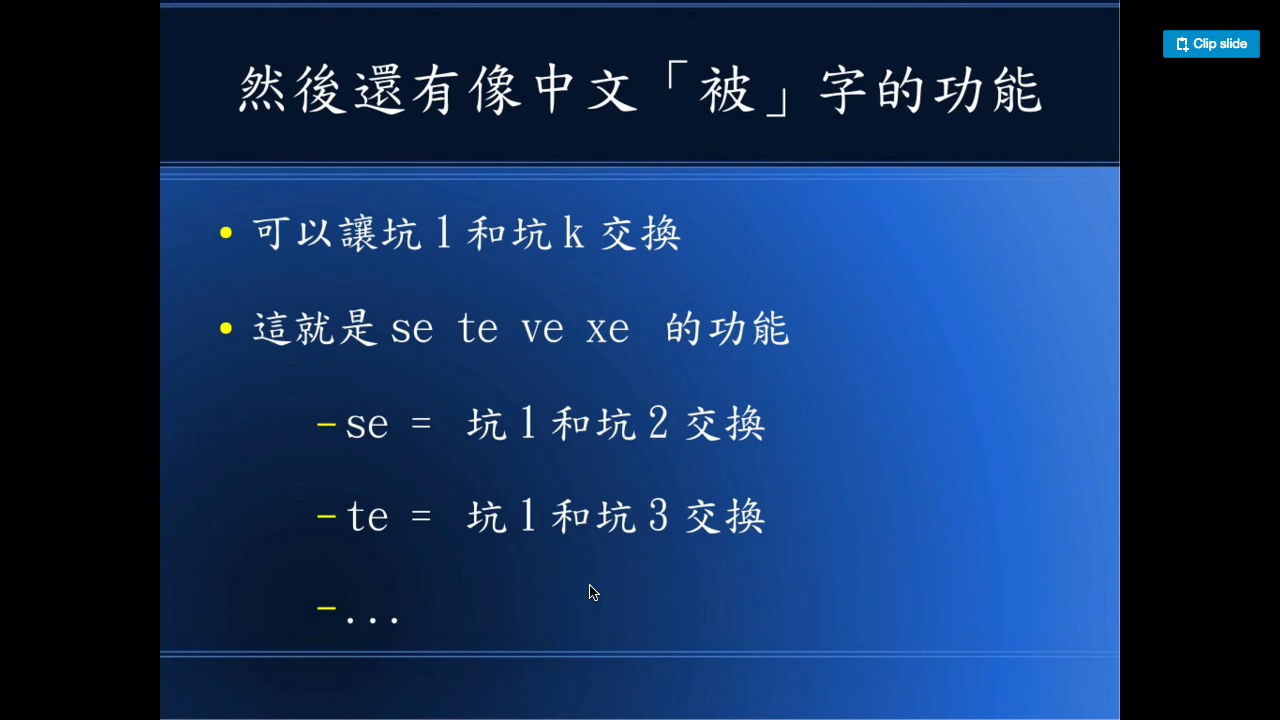 Clip slide
然後還有像中文「被」字的功能
• 可以讓坑1和坑k交換
• 這就是 se te ve xe 的功能
– se = 坑1和坑2交換
– te = 坑1和坑3交換
– ...